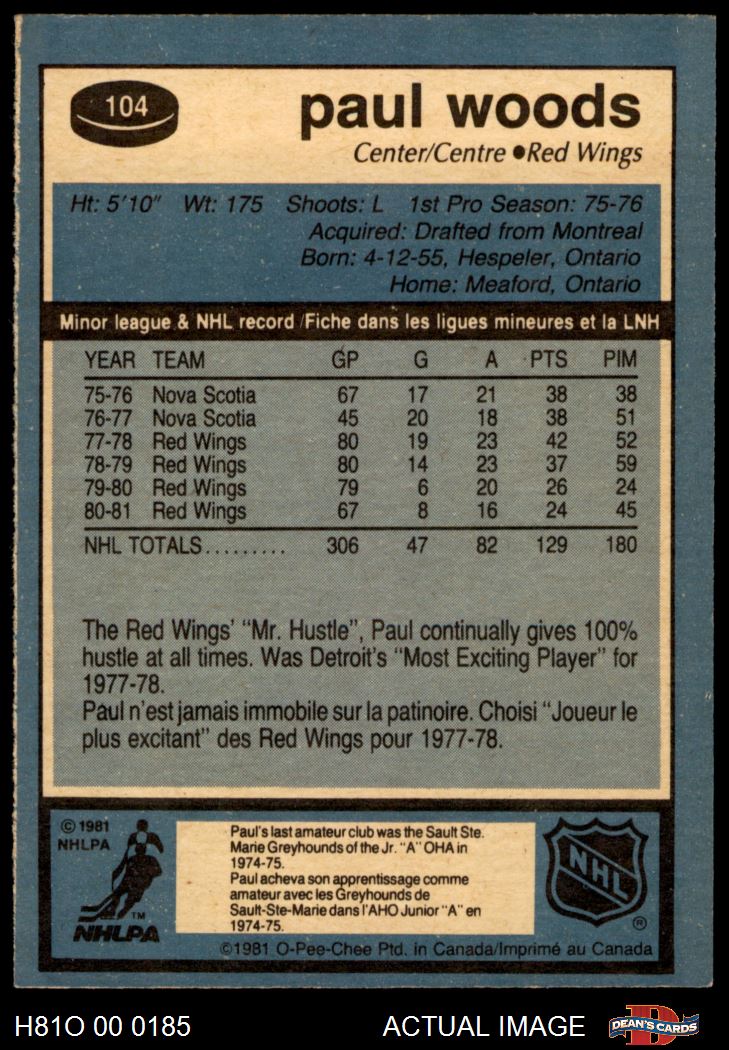 104
paul woods
Center/Centre ●Red Wings
Ht: 5'10" Wt: 175 Shoots: L 1st Pro Season: 75-76
Acquired: Drafted from Montreal
Born: 4-12-55, Hespeler, Ontario
Home: Meaford, Ontario
Minor league & NHL record/Fiche dans les ligues mineures et la LNH
YEAR TEAM GP G A PTS PIM
75-76 Nova Scotia 67 17 21 38 38
76-77 Nova Scotia 45 20 18 38 51
77-78 Red Wings 80 19 23 42 52
78-79 Red Wings 80 14 23 37 59
79-80 Red Wings 79 6 20 26 24
80-81 Red Wings 67 8 16 24 45
NHL TOTALS......... 306 47 82 129 180
The Red Wings' "Mr. Hustle", Paul continually gives 100%
hustle at all times. Was Detroit's "Most Exciting Player" for
1977-78.
Paul n'est jamais immobile sur la patinoire. Choisi "Joueur le
plus excitant" des Red Wings pour 1977-78.
©1981
NHLPA
TM
NHLPA
Paul's last amateur club was the Sault Ste.
Marie Greyhounds of the Jr. "A" OHA in
1974-75.
Paul acheva son apprentissage comme
amateur avec les Greyhounds de
Sault-Ste-Marie dans l'AHO Junior "A" en
1974-75.
NHL
®
©1981 O-Pee-Chee Ptd. in Canada/Imprimé au Canada
H81O 00 0185
ACTUAL IMAGE
D
DEAN'S CARDS